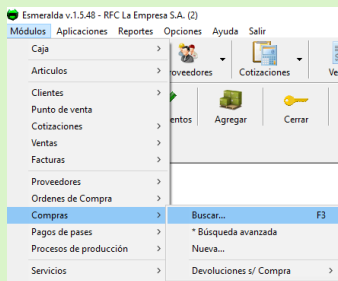 Esmeralda v.1.5.48 - RFC La Empresa S.A. (2)
Módulos Aplicaciones Reportes Opciones Ayuda Salir
Caja
Articulos
Clientes
Punto de venta
Cotizaciones
Ventas
Facturas
Proveedores
Ordenes de Compra
Compras
Pagos de pases
Procesos de producción
Servicios
oveedores Cotizaciones Ve
entos Agregar Cerrar
Buscar... F3
* Búsqueda avanzada
Nueva...
Devoluciones s/ Compra